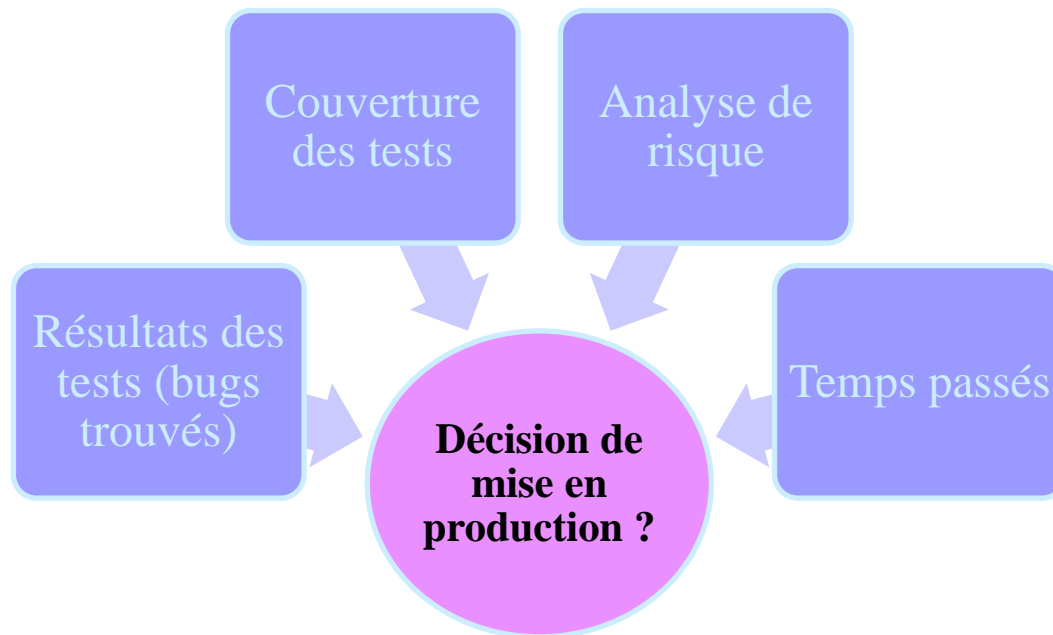 Couverture
des tests
Analyse de
risque
Résultats des
tests (bugs
trouvés)
Temps passés
Décision de
mise en
production ?